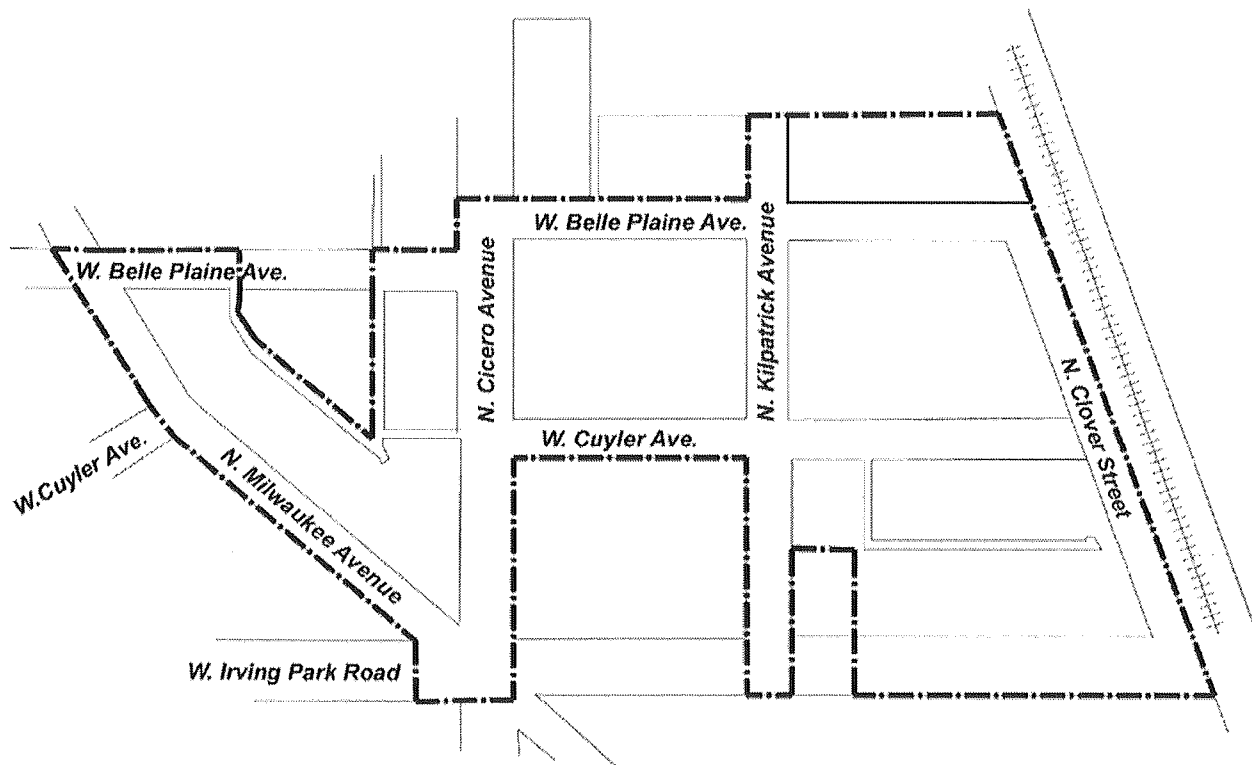 W. Belle Plaine Ave.
W. Belle Plaine Ave.
N. Cicero Avenue
N. Kilpatrick Avenue
N. Clover Street
W. Cuyler Ave.
W.Cuyler Ave.
N. Milwaukee Avenue
W. Irving Park Road